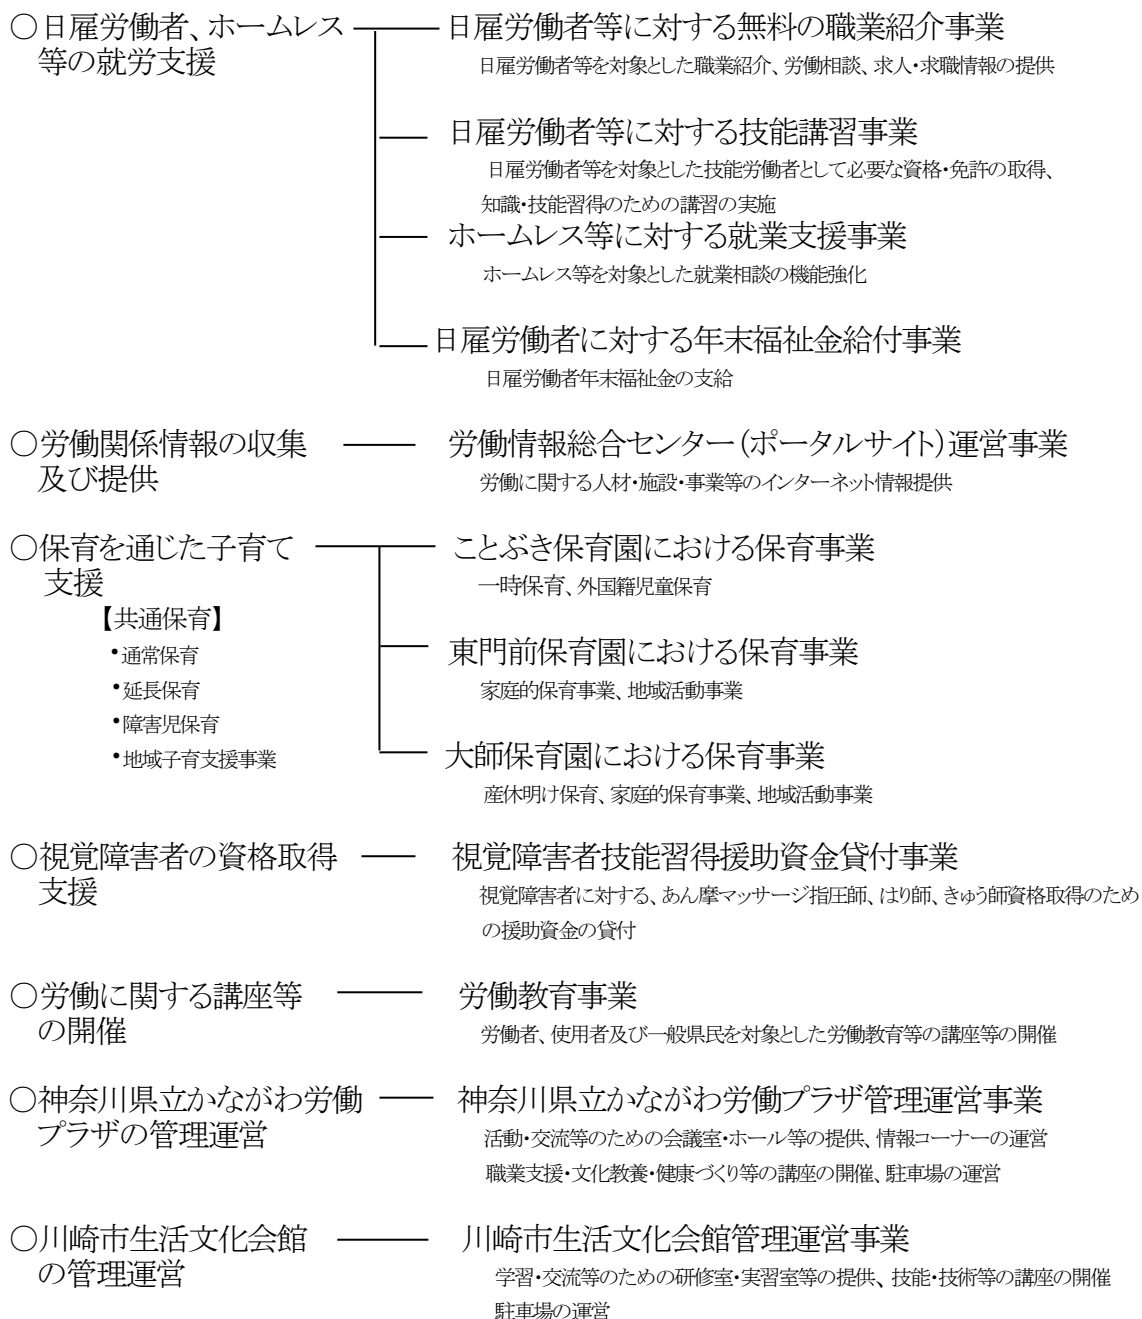 ○日雇労働者、ホームレス
等の就労支援
日雇労働者等に対する無料の職業紹介事業
日雇労働者等を対象とした職業紹介、労働相談、求人・求職情報の提供
日雇労働者等に対する技能講習事業
日雇労働者等を対象とした技能労働者として必要な資格・免許の取得、
知識・技能習得のための講習の実施
ホームレス等に対する就業支援事業
ホームレス等を対象とした就業相談の機能強化
日雇労働者に対する年末福祉金給付事業
日雇労働者年末福祉金の支給
○労働関係情報の収集
及び提供
労働情報総合センター(ポータルサイト)運営事業
労働に関する人材・施設・事業等のインターネット情報提供
○保育を通じた子育て
支援
【共通保育】
・通常保育
・延長保育
・障害児保育
・地域子育支援事業
ことぶき保育園における保育事業
一時保育、外国籍児童保育
東門前保育園における保育事業
家庭的保育事業、地域活動事業
大師保育園における保育事業
産休明け保育、家庭的保育事業、地域活動事業
○視覚障害者の資格取得
支援
視覚障害者技能習得援助資金貸付事業
視覚障害者に対する、あん摩マッサージ指圧師、はり師、きゅう師資格取得のため
の援助資金の貸付
○労働に関する講座等
の開催
労働教育事業
労働者、使用者及び一般県民を対象とした労働教育等の講座等の開催
○神奈川県立かながわ労働
プラザの管理運営
神奈川県立かながわ労働プラザ管理運営事業
活動・交流等のための会議室・ホール等の提供、情報コーナーの運営
職業支援・文化教養・健康づくり等の講座の開催、駐車場の運営
○川崎市生活文化会館
の管理運営
川崎市生活文化会館管理運営事業
学習・交流等のための研修室・実習室等の提供、技能・技術等の講座の開催
駐車場の運営